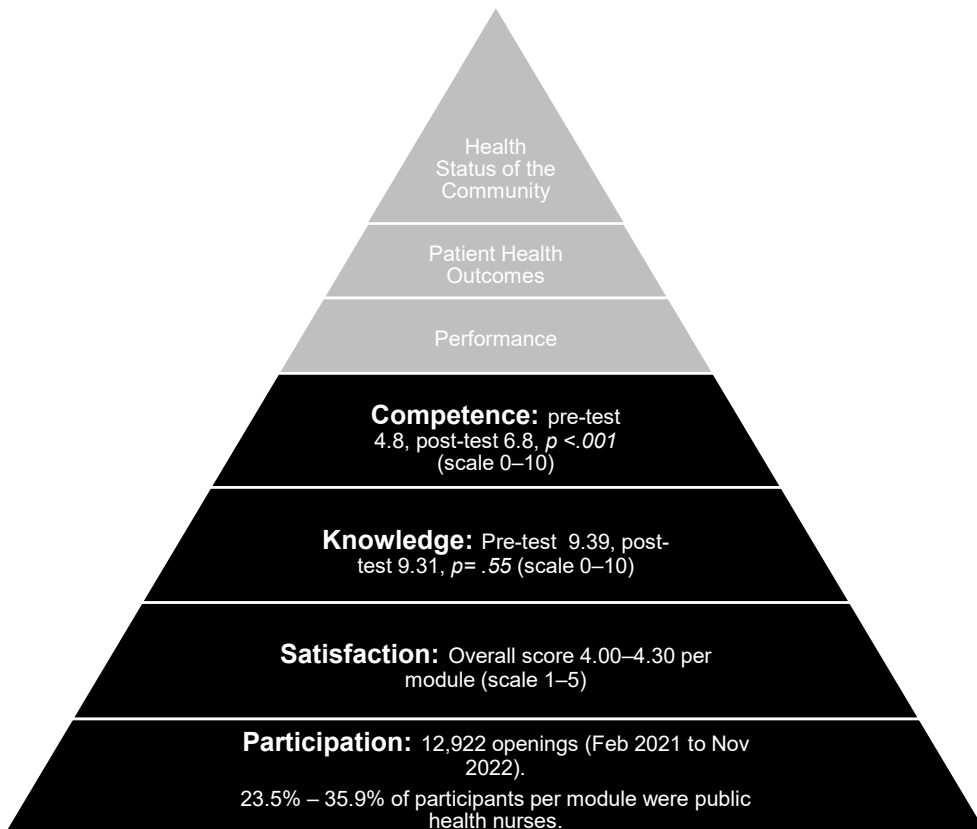 Health
Status of the
Community
Patient Health
Outcomes
Performance
Competence: pre-test
4.8, post-test 6.8, p <.001
(scale 0–10)
Knowledge: Pre-test 9.39, post-
test 9.31, p= .55 (scale 0–10)
Satisfaction: Overall score 4.00–4.30 per
module (scale 1–5)
Participation: 12,922 openings (Feb 2021 to Nov
2022).
23.5% – 35.9% of participants per module were public
health nurses.